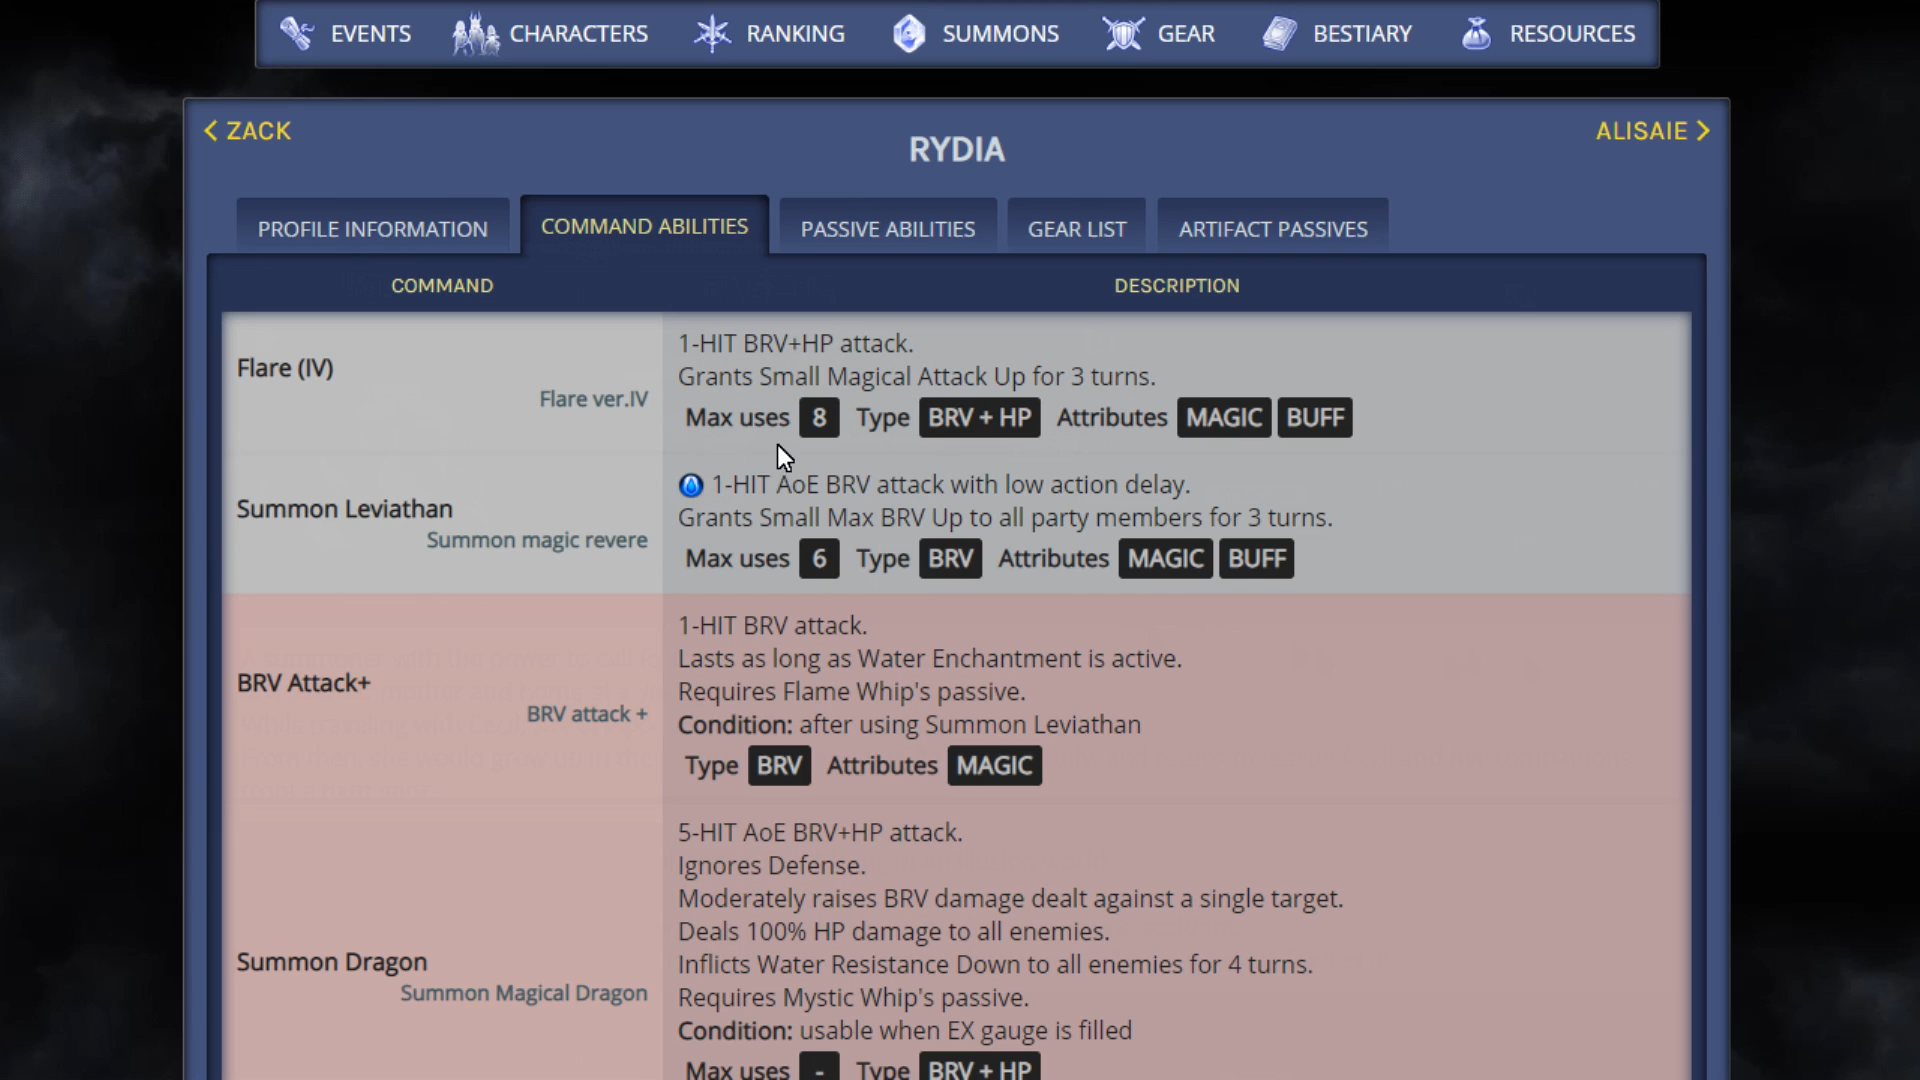 EVENTS CHARACTERS RANKING SUMMONS GEAR BESTIARY RESOURCES
ZACK
ALISAIE
RYDIA
PROFILE INFORMATION COMMAND ABILITIES PASSIVE ABILITIES GEAR LIST ARTIFACT PASSIVES
COMMAND DESCRIPTION
Flare (IV)
Flare ver.IV
1-HIT BRV+HP attack.
Grants Small Magical Attack Up for 3 turns.
Max uses 8 Type BRV + HP Attributes MAGIC BUFF
Summon Leviathan
Summon magic revere
1-HIT AoE BRV attack with low action delay.
Grants Small Max BRV Up to all party members for 3 turns.
Max uses 6 Type BRV Attributes MAGIC BUFF
BRV Attack+
BRV attack +
1-HIT BRV attack.
Lasts as long as Water Enchantment is active.
Requires Flame Whip's passive.
Condition: after using Summon Leviathan
Type BRV Attributes MAGIC
Summon Dragon
Summon Magical Dragon
5-HIT AoE BRV+HP attack.
Ignores Defense.
Moderately raises BRV damage dealt against a single target.
Deals 100% HP damage to all enemies.
Inflicts Water Resistance Down to all enemies for 4 turns.
Requires Mystic Whip's passive.
Condition: usable when EX gauge is filled
Max uses - Type BRV + HP